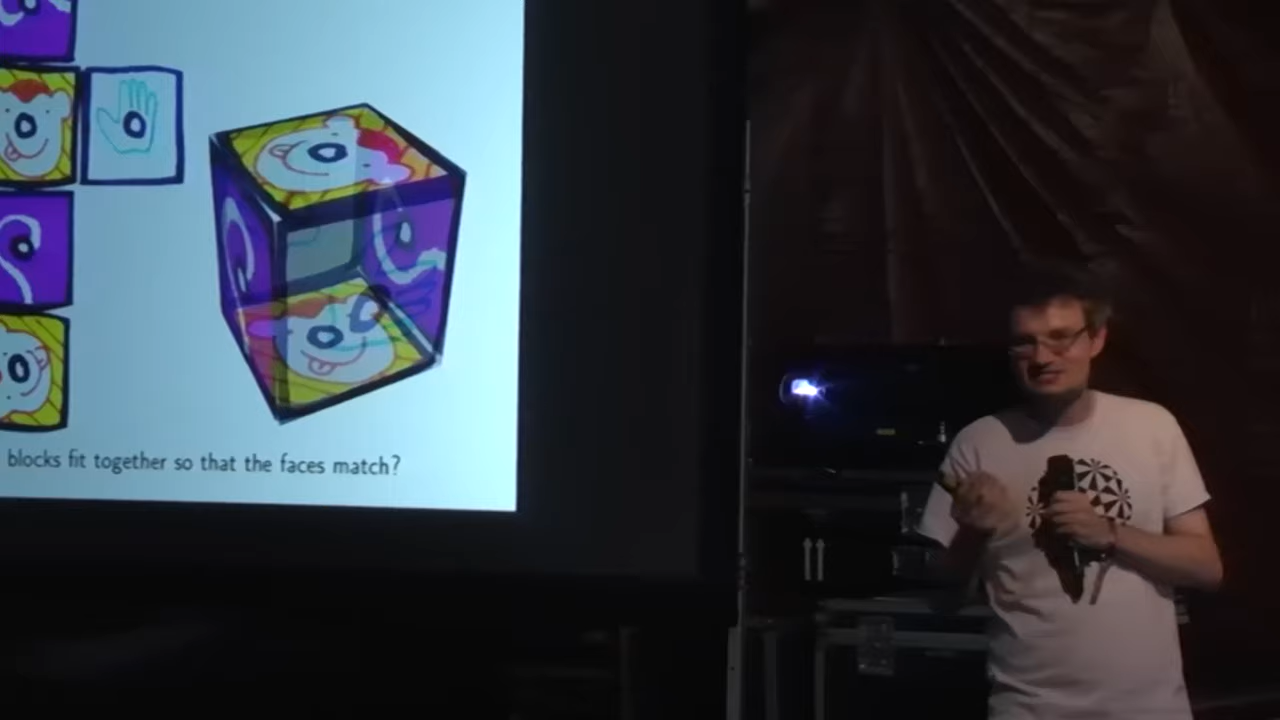 blocks fit together so that the faces match?